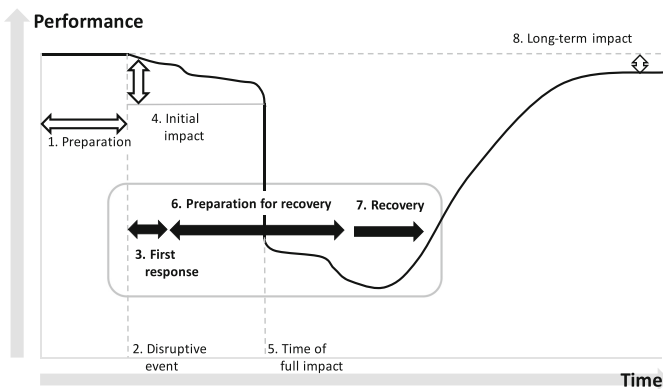 Performance
8. Long-term impact
1. Preparation
4. Initial
impact
6. Preparation for recovery
7. Recovery
3. First
response
2. Disruptive
event
5. Time of
full impact
Time